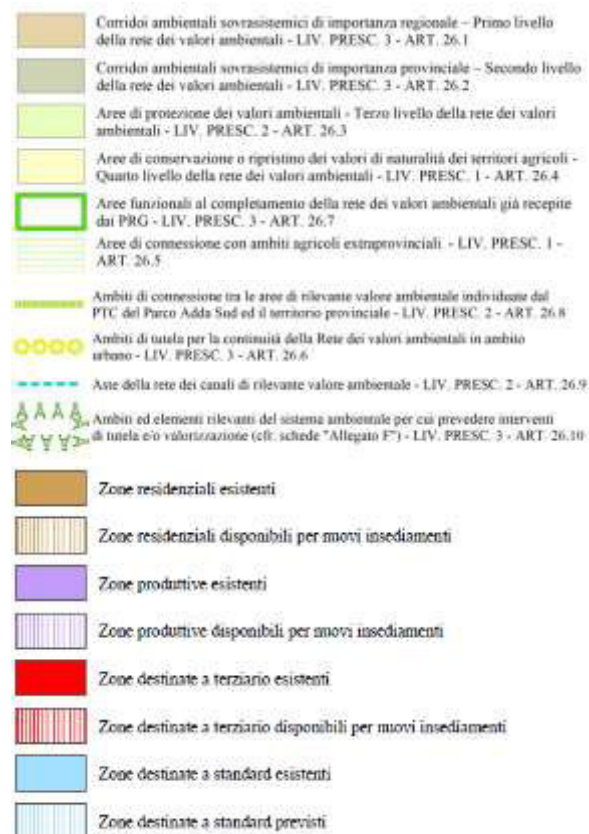 Corridoi ambientali sovrasistemici di importanza regionale – Primo livello
della rete dei valori ambientali - LIV. PRESC. 3 - ART. 26.1
Corridoi ambientali sovrasistemici di importanza provinciale – Secondo livello
della rete dei valori ambientali - LIV. PRESC. 3 - ART. 26.2
Aree di protezione dei valori ambientali - Terzo livello della rete dei valori
ambientali - LIV. PRESC. 2 - ART. 26.3
Aree di conservazione o ripristino dei valori di naturalità dei territori agricoli -
Quarto livello della rete dei valori ambientali - LIV. PRESC. 1 - ART. 26.4
Aree funzionali al completamento della rete dei valori ambientali già recepite
dai PRG - LIV. PRESC. 3 - ART. 26.7
Aree di connessione con ambiti agricoli extraprovinciali - LIV. PRESC. 1 -
ART. 26.5
Ambiti di connessione tra le aree di rilevante valore ambientale individuate dal
PTC del Parco Adda Sud ed il territorio provinciale - LIV. PRESC. 2 - ART. 26.8
Ambiti di tutela per la continuità della Rete dei valori ambientali in ambito
urbano - LIV. PRESC. 3 - ART. 26.6
Aste della rete dei canali di rilevante valore ambientale - LIV. PRESC. 2 - ART. 26.9
Ambiti ed elementi rilevanti del sistema ambientale per cui prevedere interventi
di tutela e/o valorizzazione (cfr. schede "Allegato F") - LIV. PRESC. 3 - ART. 26.10
Zone residenziali esistenti
Zone residenziali disponibili per nuovi insediamenti
Zone produttive esistenti
Zone produttive disponibili per nuovi insediamenti
Zone destinate a terziario esistenti
Zone destinate a terziario disponibili per nuovi insediamenti
Zone destinate a standard esistenti
Zone destinate a standard previsti